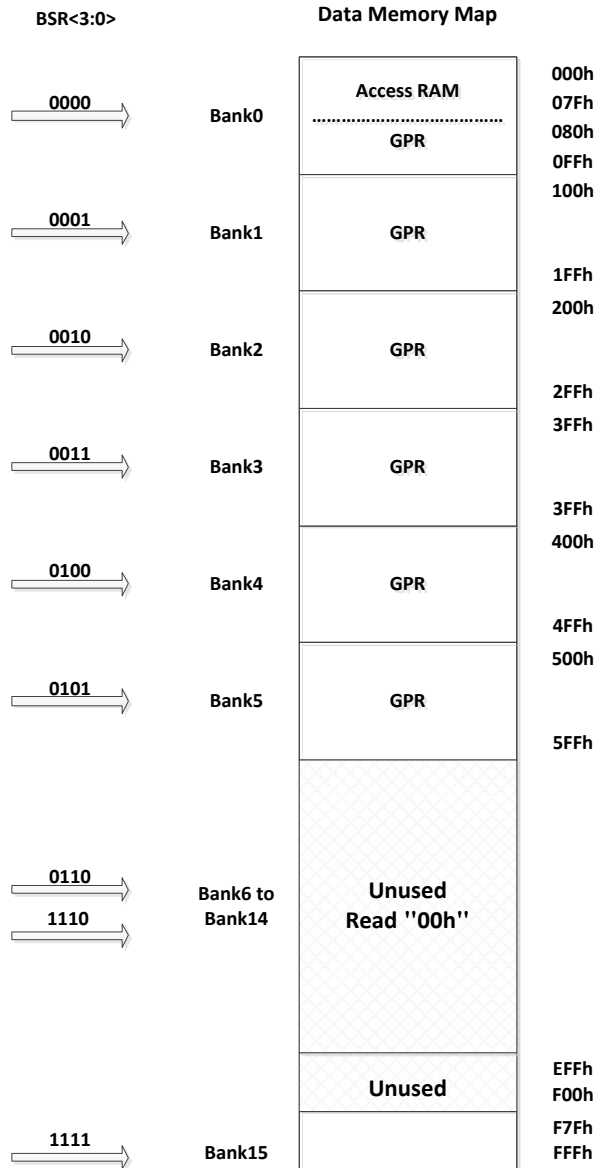 BSR<3:0>
Data Memory Map
0000
Bank0
Access RAM
......................................
GPR
000h
07Fh
080h
0FFh
0001
Bank1
GPR
100h
1FFh
0010
Bank2
GPR
200h
2FFh
0011
Bank3
GPR
3FFh
3FFh
0100
Bank4
GPR
400h
4FFh
0101
Bank5
GPR
500h
5FFh
0110
1110
Bank6 to
Bank14
Unused
Read "00h"
Unused
EFFh
F00h
1111
Bank15
F7Fh
FFFh